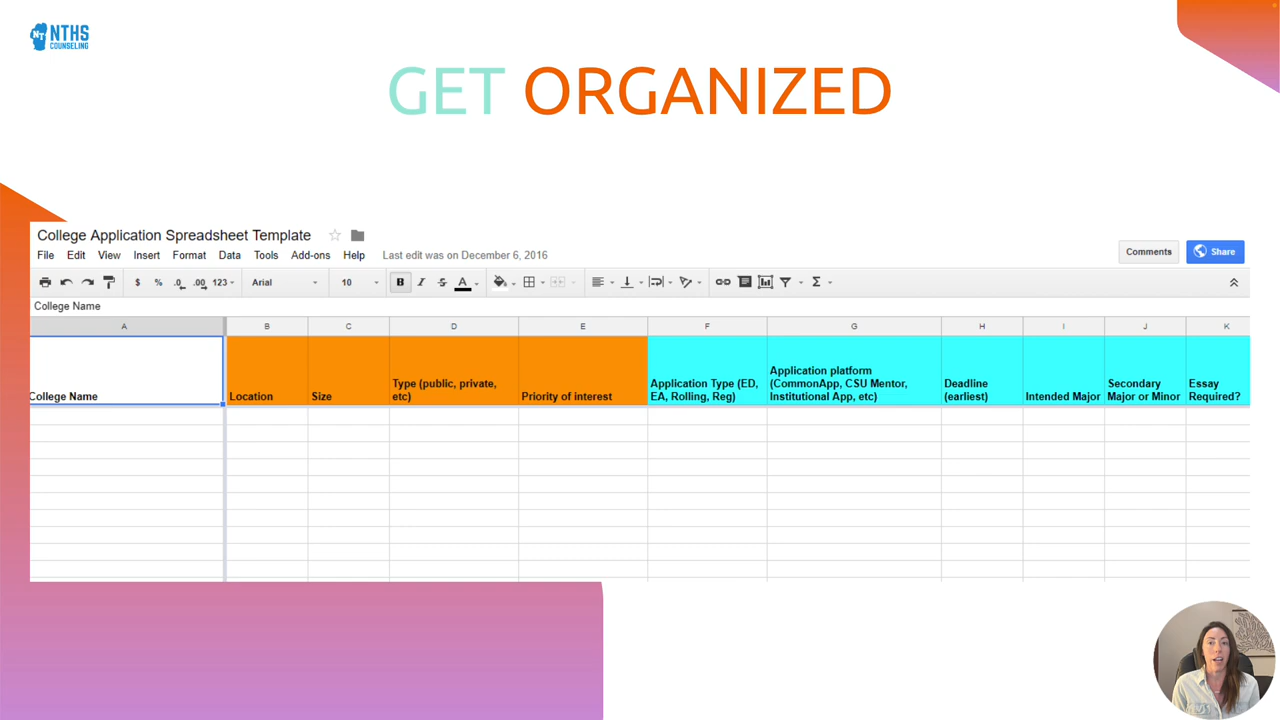 NT NTHS
COUNSELING
GET ORGANIZED
College Application Spreadsheet Template
File Edit View Insert Format Data Tools Add-ons Help Last edit was on December 6, 2016
Comments Share
$ % .0 .00 123 Arial 10 B I S A Σ
College Name
A B C D E F G H I J K
College Name
Location
Size
Type (public, private,
etc)
Priority of interest
Application Type (ED,
EA, Rolling, Reg)
Application platform
(CommonApp, CSU Mentor,
Institutional App, etc)
Deadline
(earliest)
Intended Major
Secondary
Major or Minor
Essay
Required?